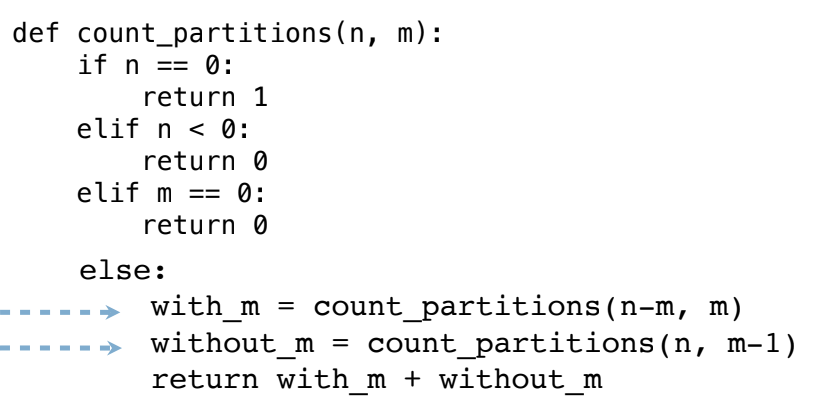 def count_partitions(n, m):
    if n == 0:
        return 1
    elif n < 0:
        return 0
    elif m == 0:
        return 0
    else:
        with_m = count_partitions(n-m, m)
        without_m = count_partitions(n, m-1)
        return with_m + without_m